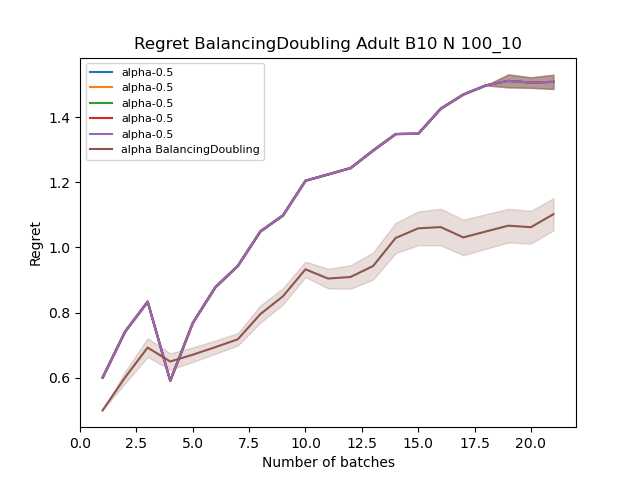 Regret BalancingDoubling Adult B10 N 100_10
alpha-0.5
alpha-0.5
alpha-0.5
alpha-0.5
alpha-0.5
alpha BalancingDoubling
1.4
1.2
1.0
0.8
0.6
Regret
0.0 2.5 5.0 7.5 10.0 12.5 15.0 17.5 20.0
Number of batches